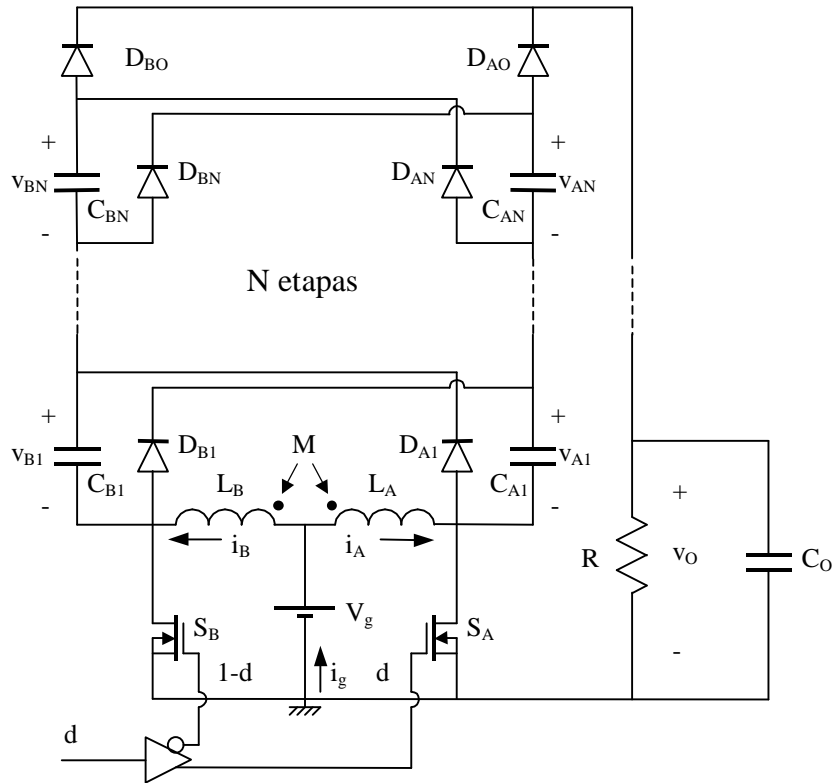 D_BO D_AO
+ +
v_BN D_BN D_AN v_AN
C_BN C_AN
- -
N etapas
+ +
v_B1 D_B1 M D_A1 v_A1
C_B1 L_B L_A C_A1
- -
i_B i_A
+
R v_O C_O
-
V_g
S_B S_A
1-d i_g d
d